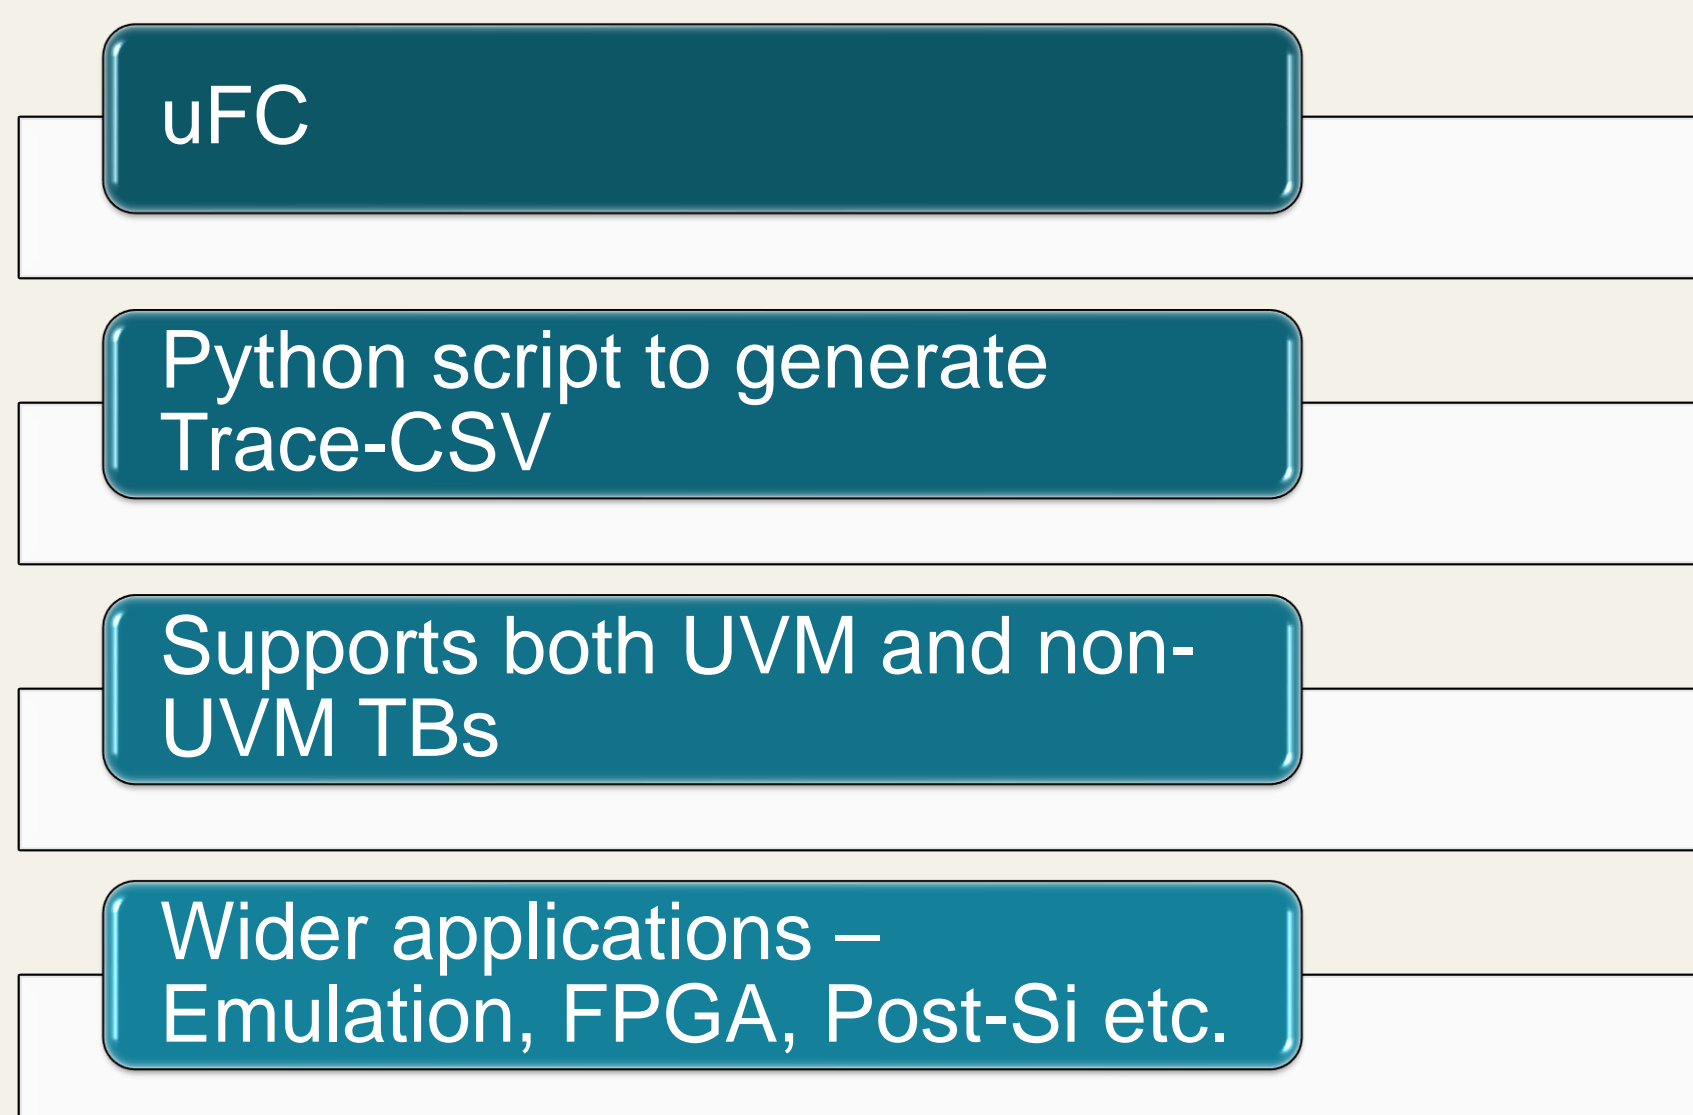 uFC
Python script to generate
Trace-CSV
Supports both UVM and non-
UVM TBs
Wider applications –
Emulation, FPGA, Post-Si etc.